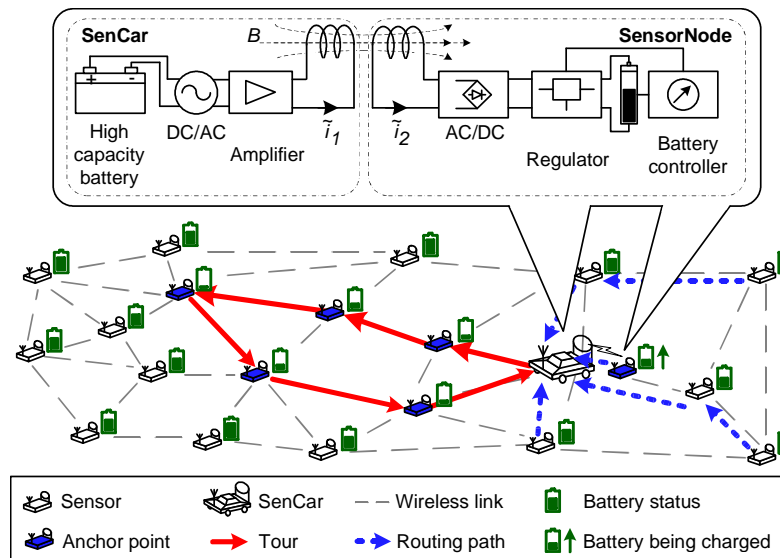 SenCar
B
SensorNode
+ -
ĩ1
ĩ2
DC/AC
AC/DC
High capacity battery
Amplifier
Regulator
Battery controller
Sensor
SenCar
Wireless link
Battery status
Anchor point
Tour
Routing path
Battery being charged